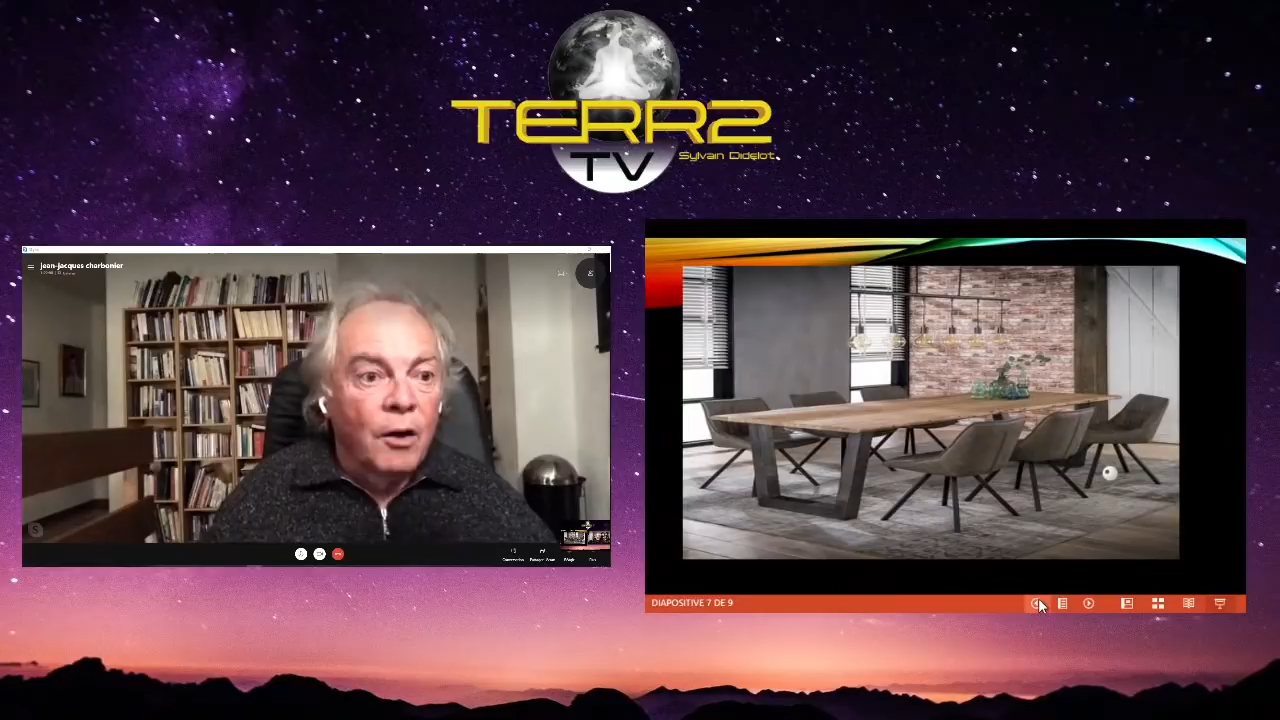 TERR2
TV
Sylvain Didelot
jean-jacques charbonier
DIAPOSITIVE 7 DE 9